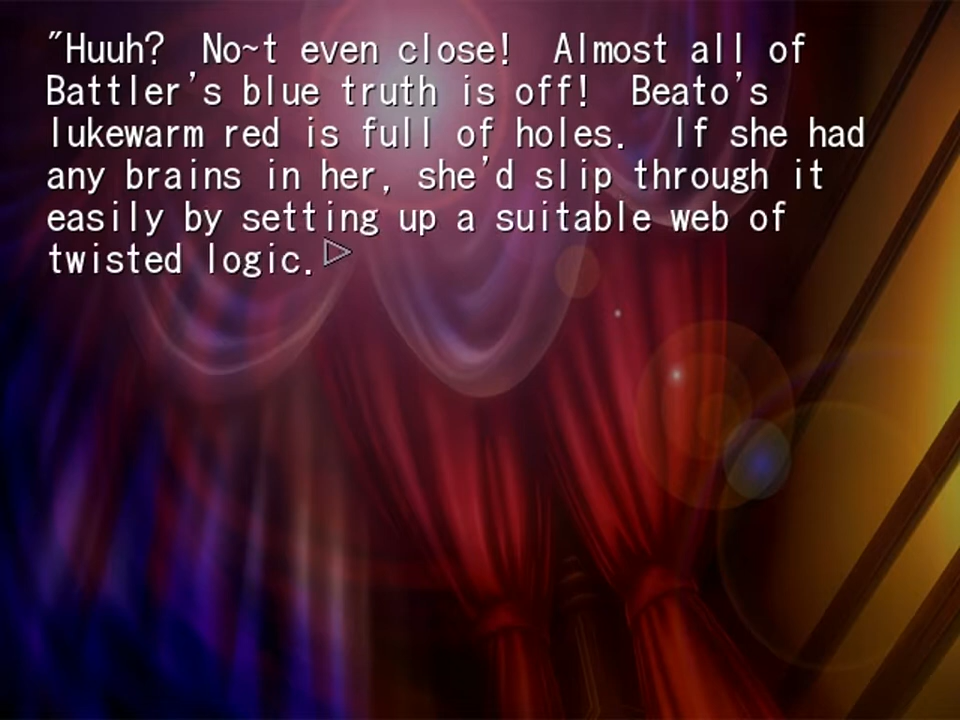 "Huuh?  No~t even close!  Almost all of
Battler's blue truth is off!  Beato's
lukewarm red is full of holes.  If she had
any brains in her, she'd slip through it
easily by setting up a suitable web of
twisted logic.